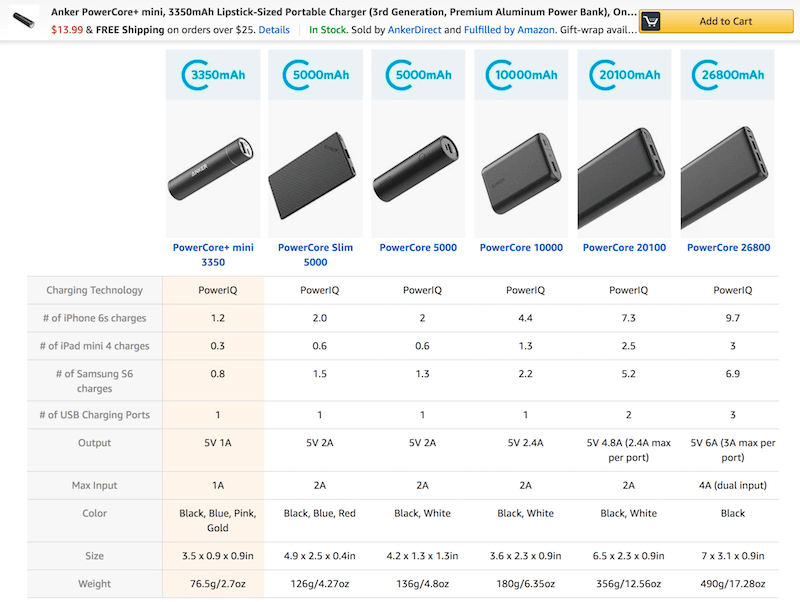 Anker PowerCore+ mini, 3350mAh Lipstick-Sized Portable Charger (3rd Generation, Premium Aluminum Power Bank), On...
$13.99 & FREE Shipping on orders over $25. Details In Stock. Sold by AnkerDirect and Fulfilled by Amazon. Gift-wrap avail...
Add to Cart
3350mAh 5000mAh 5000mAh 10000mAh 20100mAh 26800mAh
ANKER
PowerCore+ mini 3350 PowerCore Slim 5000 PowerCore 5000 PowerCore 10000 PowerCore 20100 PowerCore 26800
Charging Technology PowerIQ PowerIQ PowerIQ PowerIQ PowerIQ PowerIQ
# of iPhone 6s charges 1.2 2.0 2 4.4 7.3 9.7
# of iPad mini 4 charges 0.3 0.6 0.6 1.3 2.5 3
# of Samsung S6 charges 0.8 1.5 1.3 2.2 5.2 6.9
# of USB Charging Ports 1 1 1 1 2 3
Output 5V 1A 5V 2A 5V 2A 5V 2.4A 5V 4.8A (2.4A max per port) 5V 6A (3A max per port)
Max Input 1A 2A 2A 2A 2A 4A (dual input)
Color Black, Blue, Pink, Gold Black, Blue, Red Black, White Black, White Black, White Black
Size 3.5 x 0.9 x 0.9in 4.9 x 2.5 x 0.4in 4.2 x 1.3 x 1.3in 3.6 x 2.3 x 0.9in 6.5 x 2.3 x 0.9in 7 x 3.1 x 0.9in
Weight 76.5g/2.7oz 126g/4.27oz 136g/4.8oz 180g/6.35oz 356g/12.56oz 490g/17.28oz